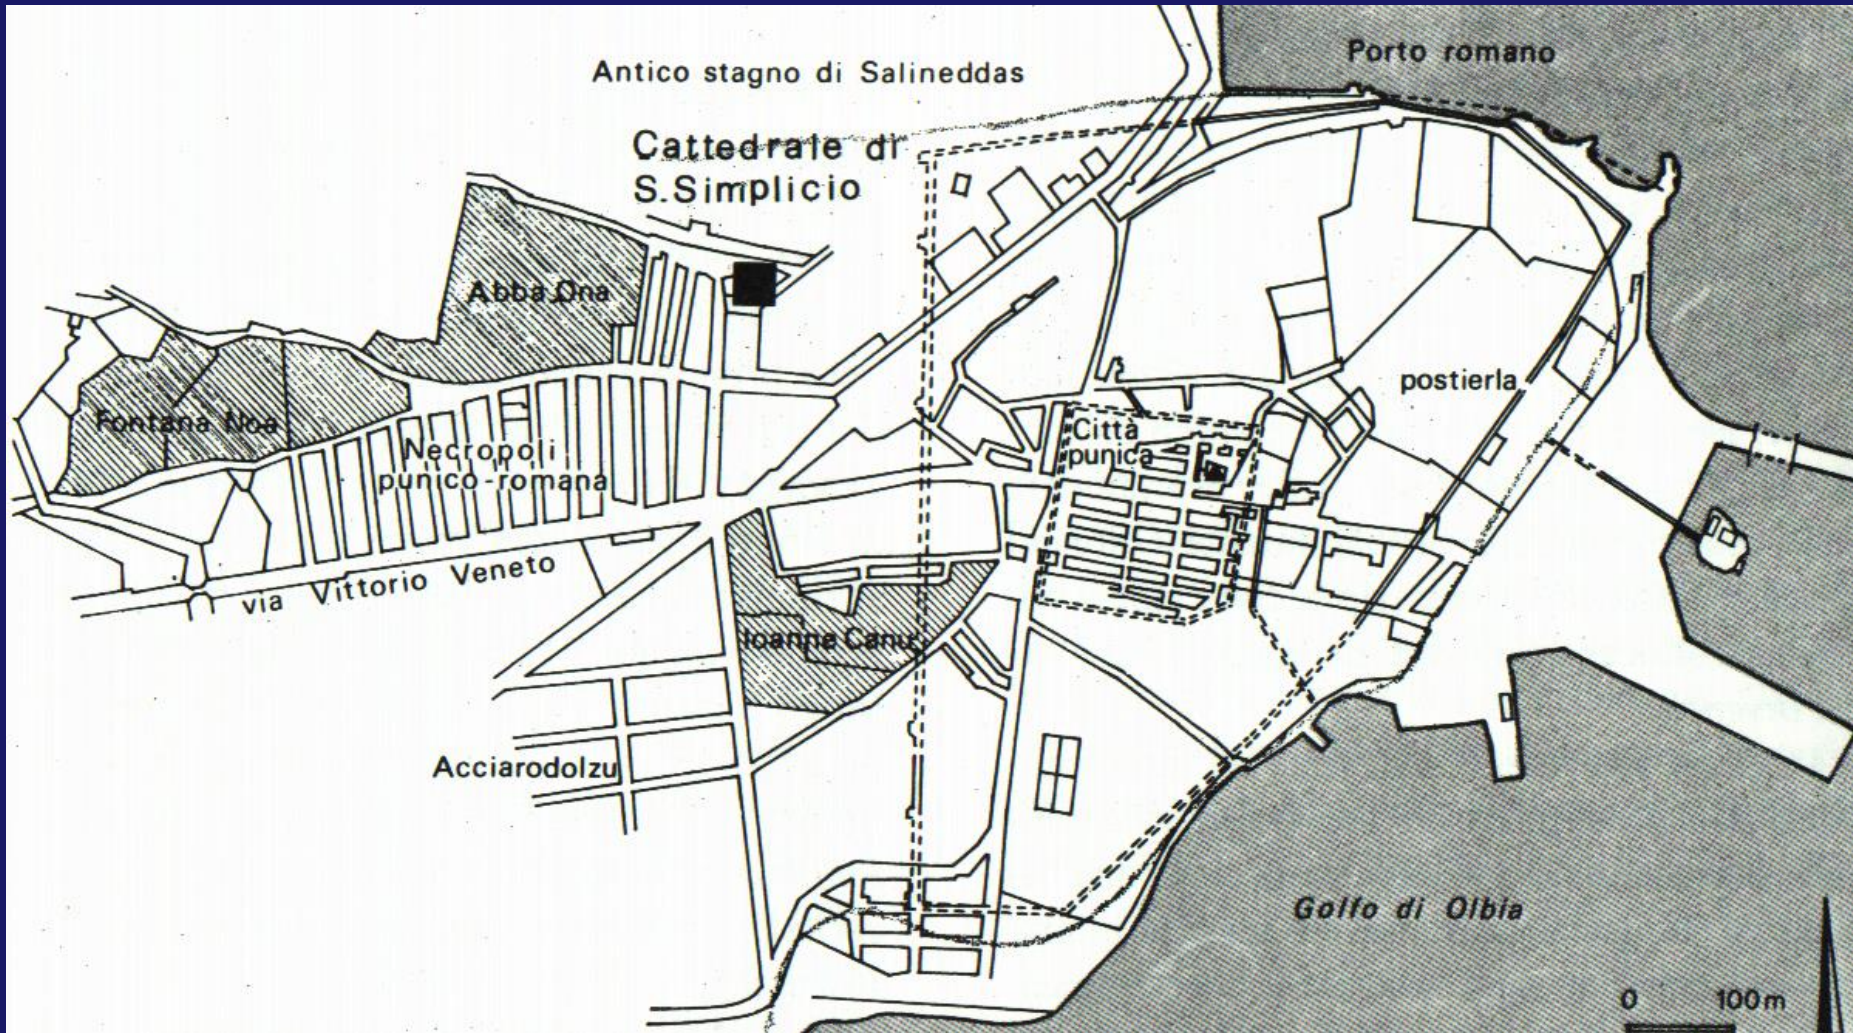 Porto romano
Antico stagno di Salineddas
Cattedrale di
S.Simplicio
Abba Ona
postierla
Fontana Noa
Città
punica
Necropoli
punico-romana
via Vittorio Veneto
Ioanne Canu
Acciarodolzu
Golfo di Olbia
0 100m